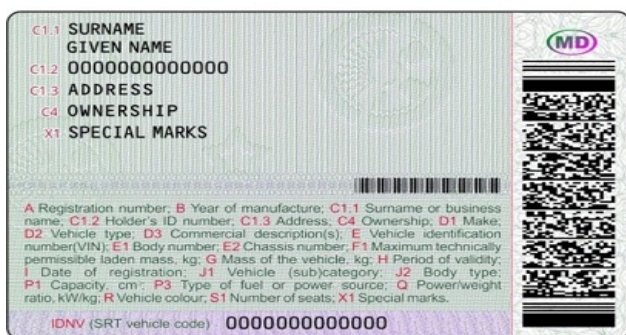 C1.1 SURNAME
GIVEN NAME
C1.2 0000000000000
C1.3 ADDRESS
C4 OWNERSHIP
X1 SPECIAL MARKS
MD
A Registration number; B Year of manufacture; C1.1 Surname or business
name; C1.2 Holder's ID number; C1.3 Address; C4 Ownership; D1 Make;
D2 Vehicle type; D3 Commercial description(s); E Vehicle identification
number(VIN); E1 Body number; E2 Chassis number; F1 Maximum technically
permissible laden mass, kg; G Mass of the vehicle, kg; H Period of validity;
I Date of registration; J1 Vehicle (sub)category; J2 Body type;
P1 Capacity, cm³; P3 Type of fuel or power source; Q Power/weight
ratio, kW/kg; R Vehicle colour; S1 Number of seats; X1 Special marks.
IDNV (SRT vehicle code) 0000000000000